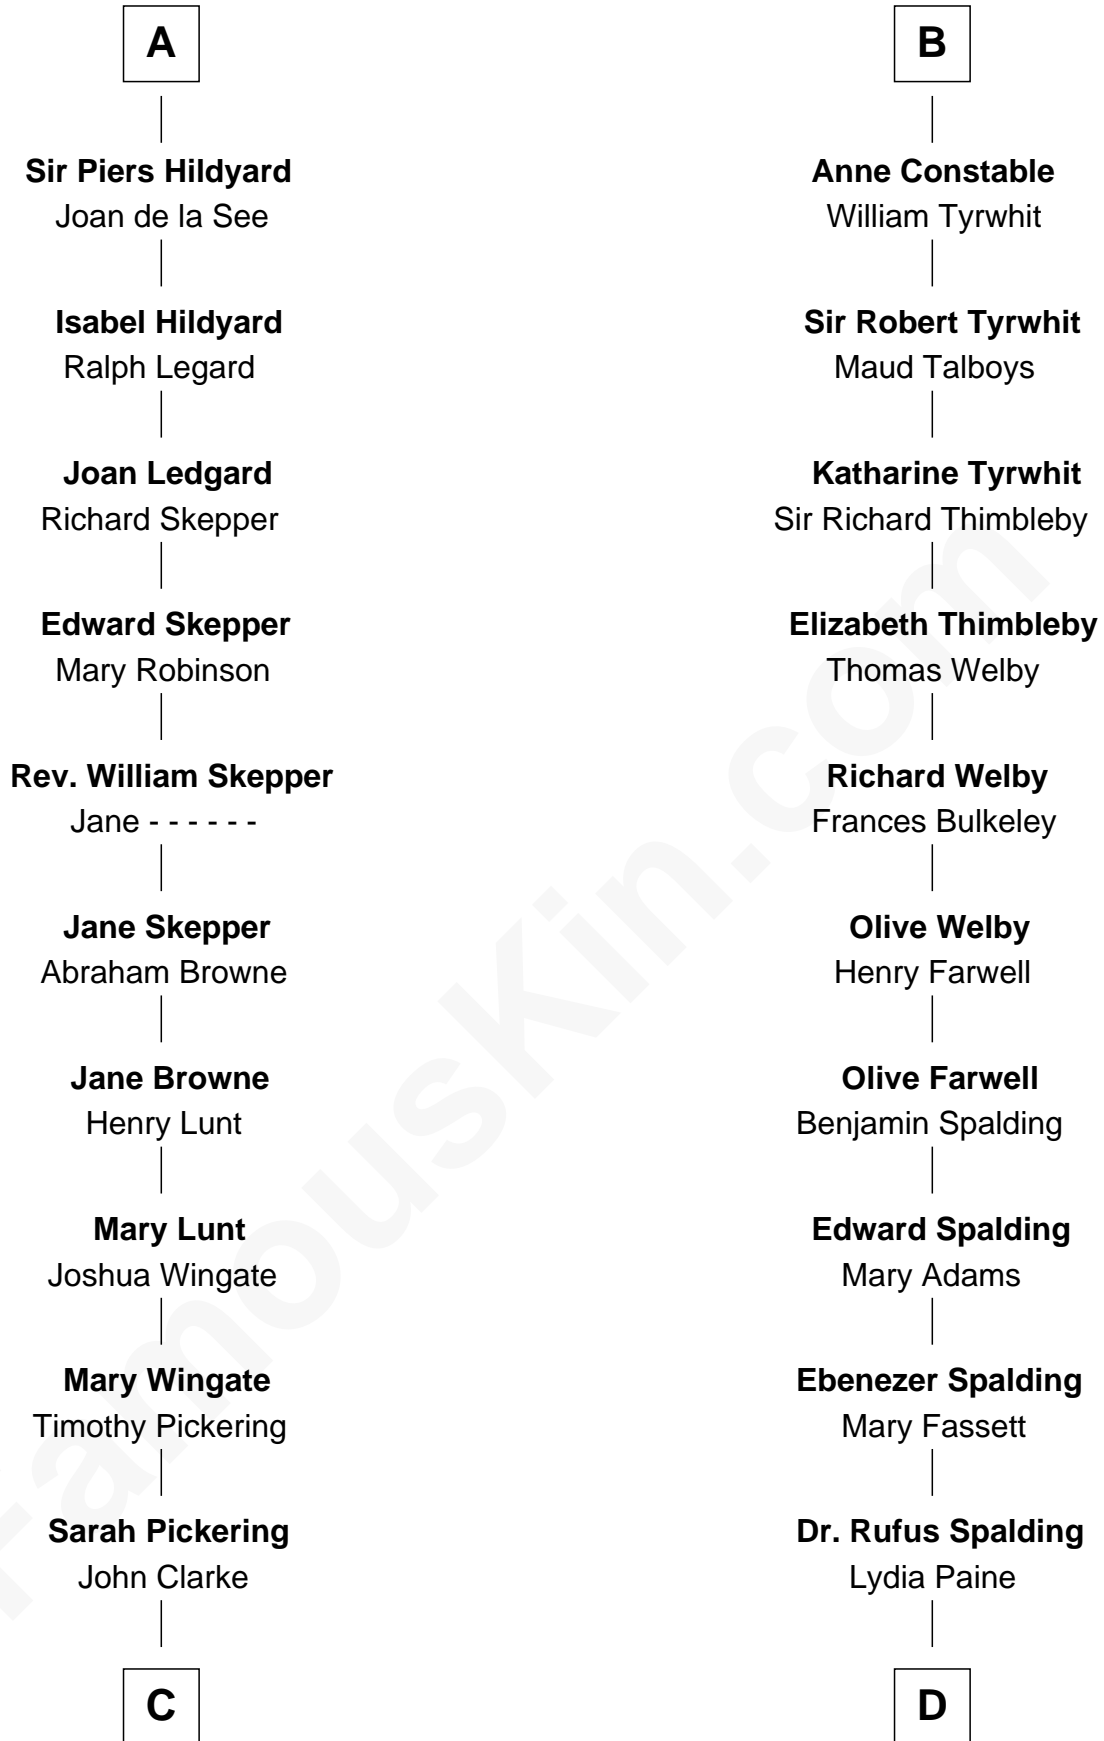 A
Sir Piers Hildyard
Joan de la See
Isabel Hildyard
Ralph Legard
Joan Ledgard
Richard Skepper
Edward Skepper
Mary Robinson
Rev. William Skepper
Jane - - - - - -
Jane Skepper
Abraham Browne
Jane Browne
Henry Lunt
Mary Lunt
Joshua Wingate
Mary Wingate
Timothy Pickering
Sarah Pickering
John Clarke
C
B
Anne Constable
William Tyrwhit
Sir Robert Tyrwhit
Maud Talboys
Katharine Tyrwhit
Sir Richard Thimbleby
Elizabeth Thimbleby
Thomas Welby
Richard Welby
Frances Bulkeley
Olive Welby
Henry Farwell
Olive Farwell
Benjamin Spalding
Edward Spalding
Mary Adams
Ebenezer Spalding
Mary Fassett
Dr. Rufus Spalding
Lydia Paine
D
FamousKin.com